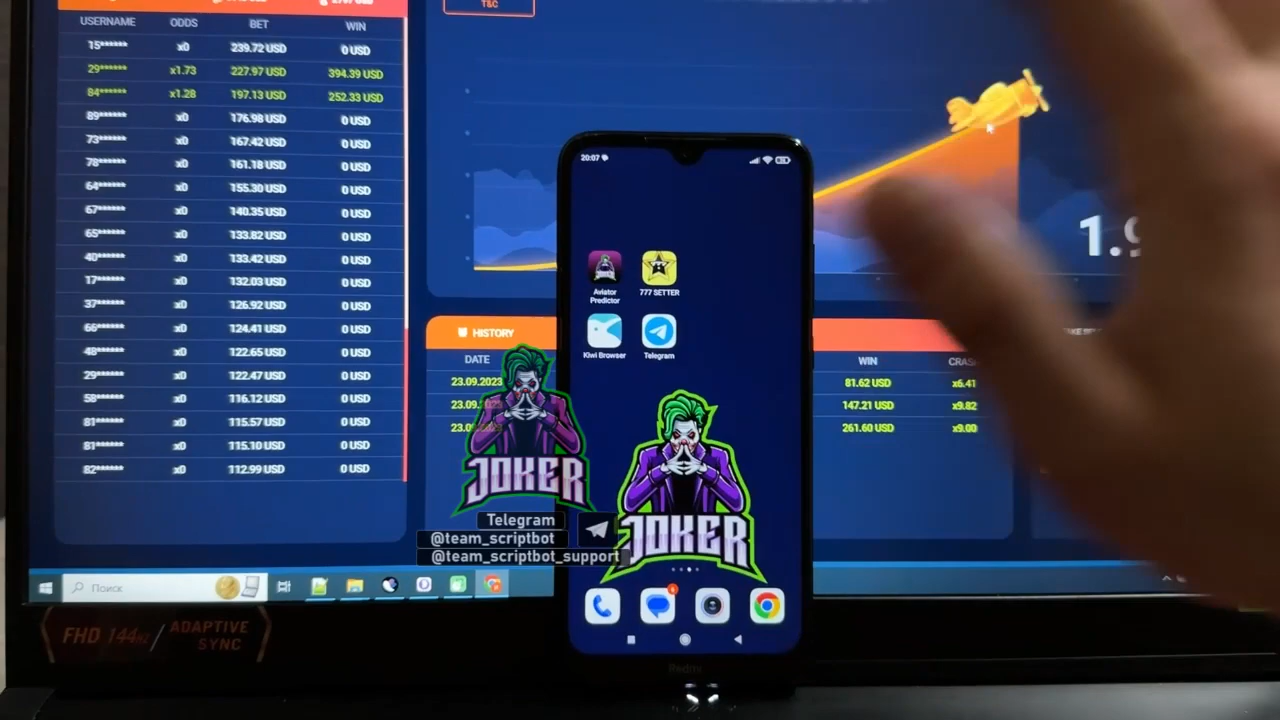 T&C
USERNAME ODDS BET WIN
15****** x0 239.72 USD 0 USD
29****** x1.73 227.97 USD 394.39 USD
84****** x1.28 197.13 USD 252.33 USD
89****** x0 176.98 USD 0 USD
73****** x0 167.42 USD 0 USD
78****** x0 161.18 USD 0 USD
64****** x0 155.30 USD 0 USD
67****** x0 140.35 USD 0 USD
65****** x0 133.82 USD 0 USD
40****** x0 133.42 USD 0 USD
17****** x0 132.03 USD 0 USD
37****** x0 126.92 USD 0 USD
66****** x0 124.41 USD 0 USD
48****** x0 122.65 USD 0 USD
29****** x0 122.47 USD 0 USD
58****** x0 116.12 USD 0 USD
81****** x0 115.57 USD 0 USD
81****** x0 115.10 USD 0 USD
82****** x0 112.99 USD 0 USD
1.9
HISTORY
DATE WIN CRASH
23.09.2023 81.62 USD x6.41
23.09. 147.21 USD x9.82
23.0 261.60 USD x9.00
20:07
Aviator Predictor
777 SETTER
Kiwi Browser
Telegram
JOKER
JOKER
Telegram
@team_scriptbot
@team_scriptbot_support
Поиск
FHD 144Hz / ADAPTIVE SYNC
Redmi